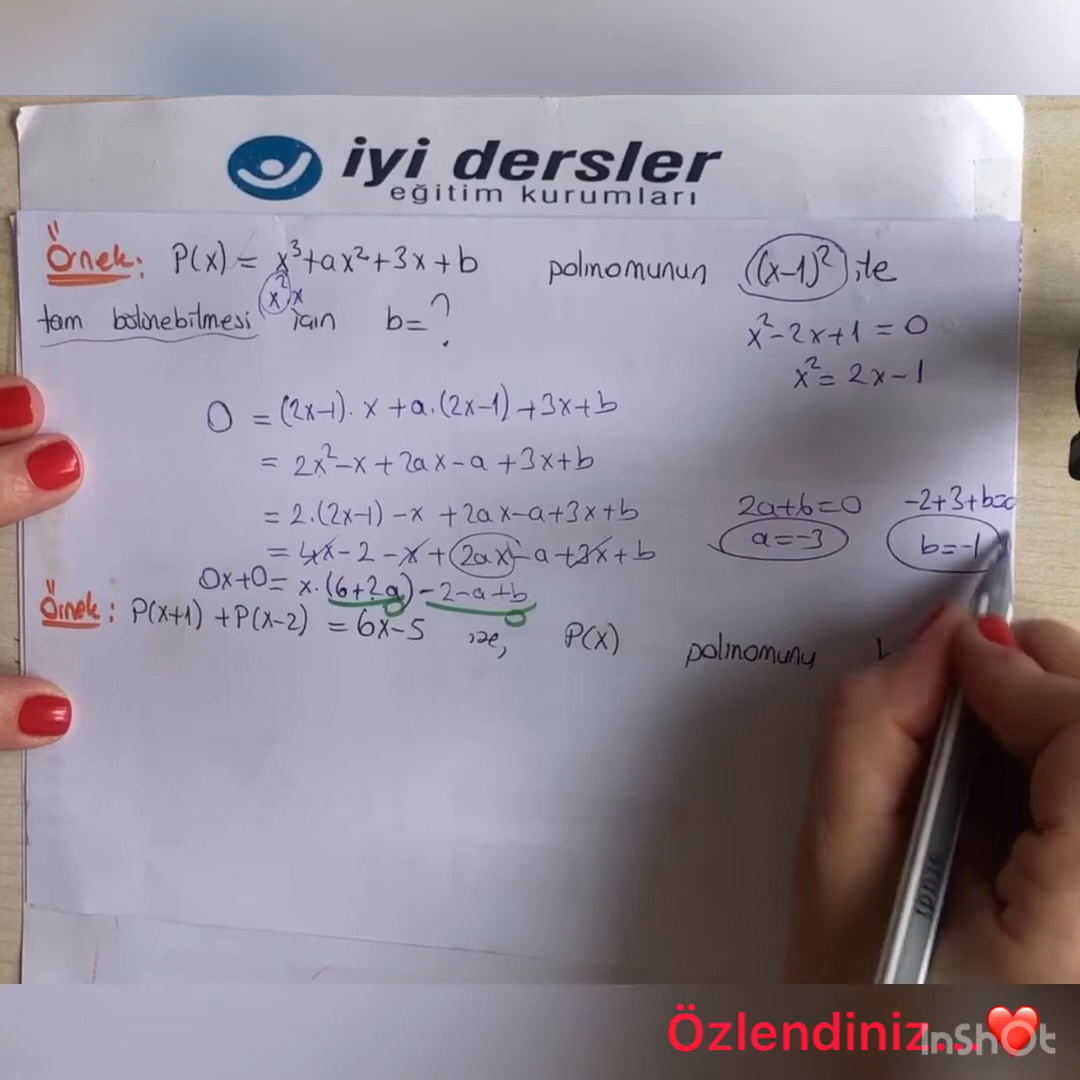 iyi dersler
eğitim kurumları
Örnek: P(x) = x³+ax²+3x+b polinomunun (x-1)² ile
x² x
tam bölünebilmesi için b=?
x²-2x+1 = 0
x² = 2x-1
0 = (2x-1).x + a.(2x-1)+3x+b
= 2x²-x+2ax-a+3x+b
= 2.(2x-1) -x +2ax-a+3x+b
= 4x-2-x+2ax-a+3x+b
0x+0= x.(6+2a)-2-a+b
2a+6=0 -2+3+b=0
a=-3 b=-1
Örnek: P(x+1)+P(x-2) = 6x-5 ise, P(x) polinomunu
Özlendiniz...❤️
InShOt